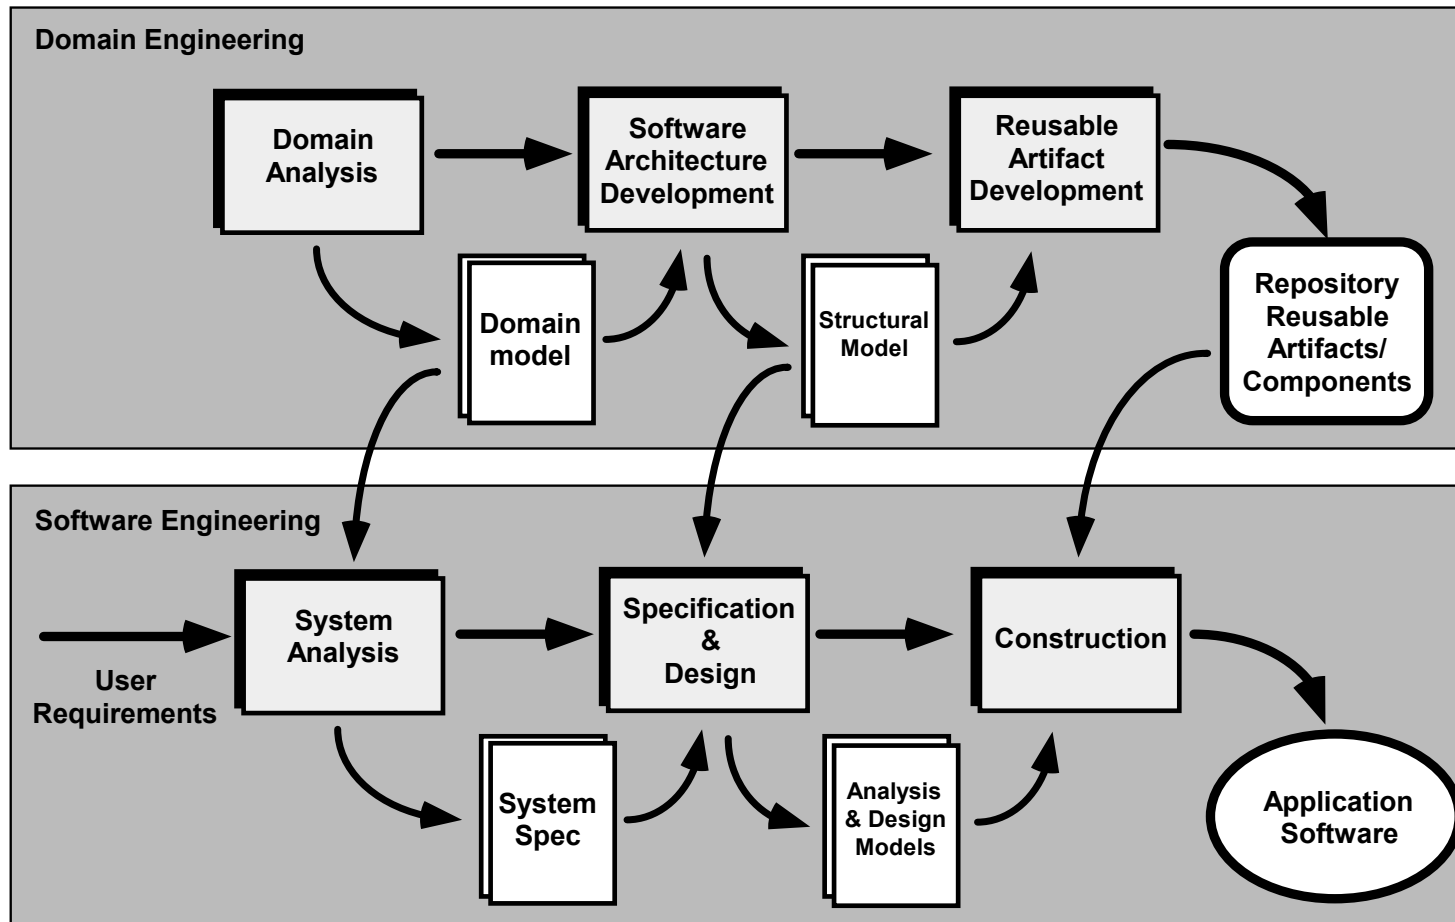 Domain Engineering
Domain
Analysis
Software
Architecture
Development
Reusable
Artifact
Development
Domain
model
Structural
Model
Repository
Reusable
Artifacts/
Components
Software Engineering
User
Requirements
System
Analysis
Specification
&
Design
Construction
System
Spec
Analysis
& Design
Models
Application
Software